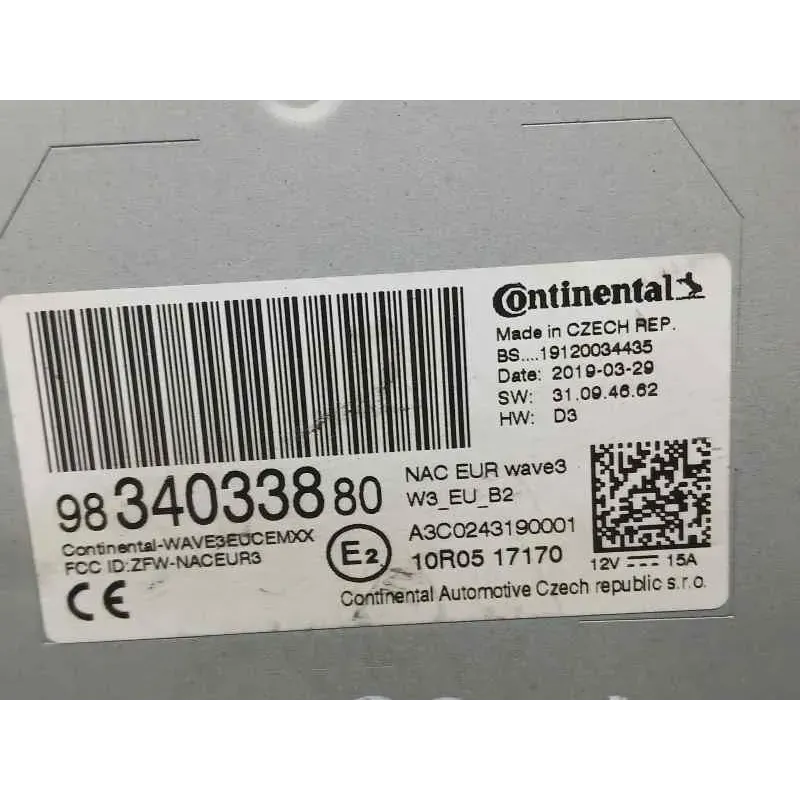 Continental
Made in CZECH REP.
BS....19120034435
Date: 2019-03-29
SW: 31.09.46.62
HW: D3
98 340338 80
NAC EUR wave3
W3_EU_B2
Continental-WAVE3EUCEMXX
FCC ID:ZFW-NACEUR3
E2
A3C0243190001
10R05 17170
12V 15A
CE
Continental Automotive Czech republic s.r.o.